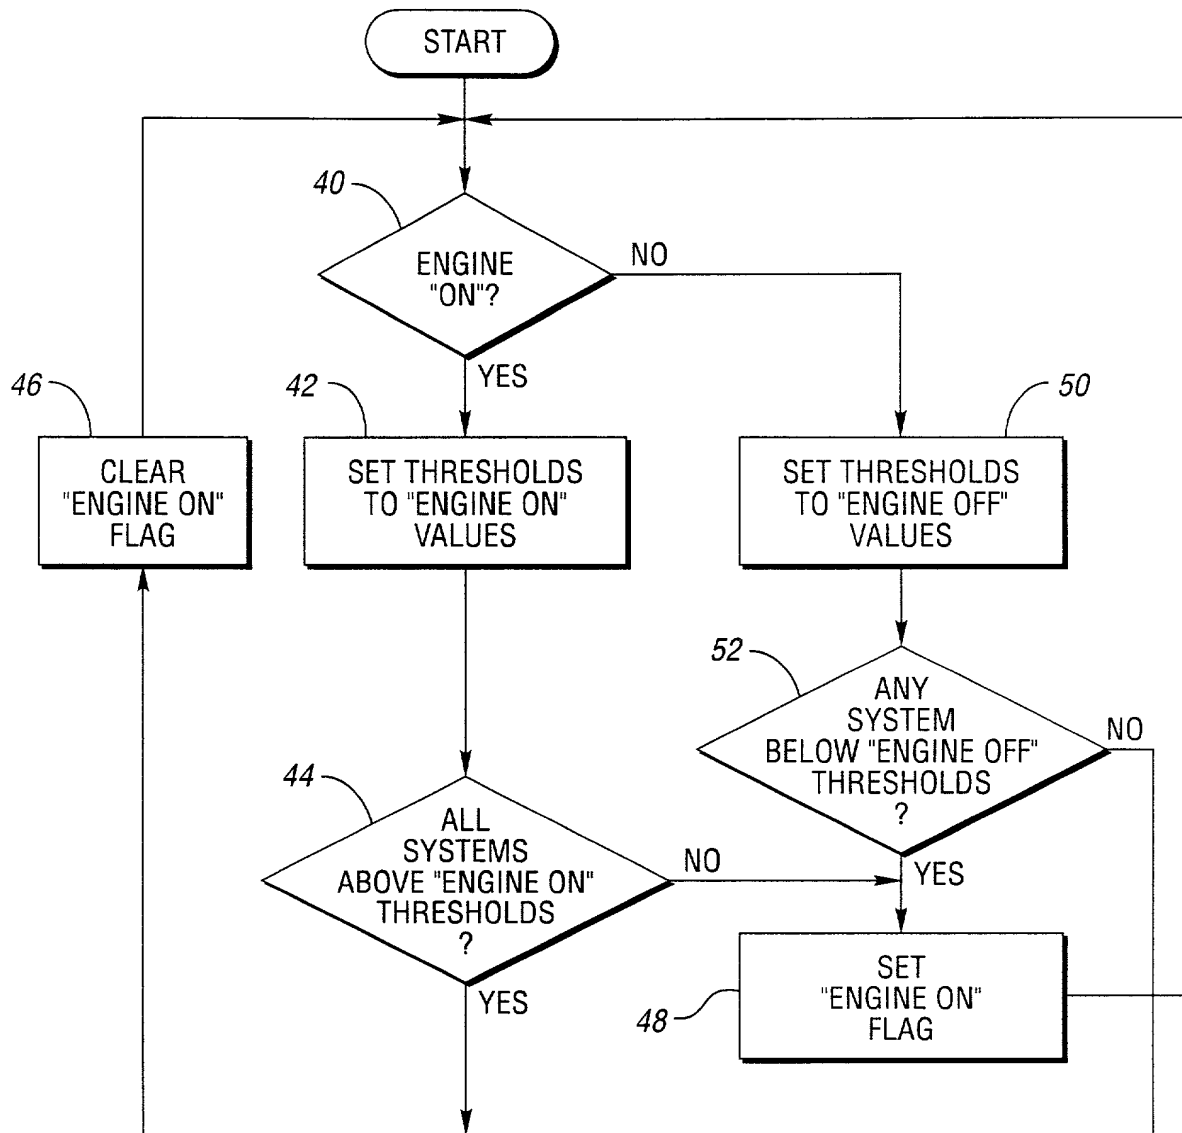 START
40
ENGINE
"ON"?
NO
YES
46
CLEAR
"ENGINE ON"
FLAG
42
SET THRESHOLDS
TO "ENGINE ON"
VALUES
50
SET THRESHOLDS
TO "ENGINE OFF"
VALUES
52
ANY
SYSTEM
BELOW "ENGINE OFF"
THRESHOLDS
?
NO
YES
44
ALL
SYSTEMS
ABOVE "ENGINE ON"
THRESHOLDS
?
NO
YES
48
SET
"ENGINE ON"
FLAG